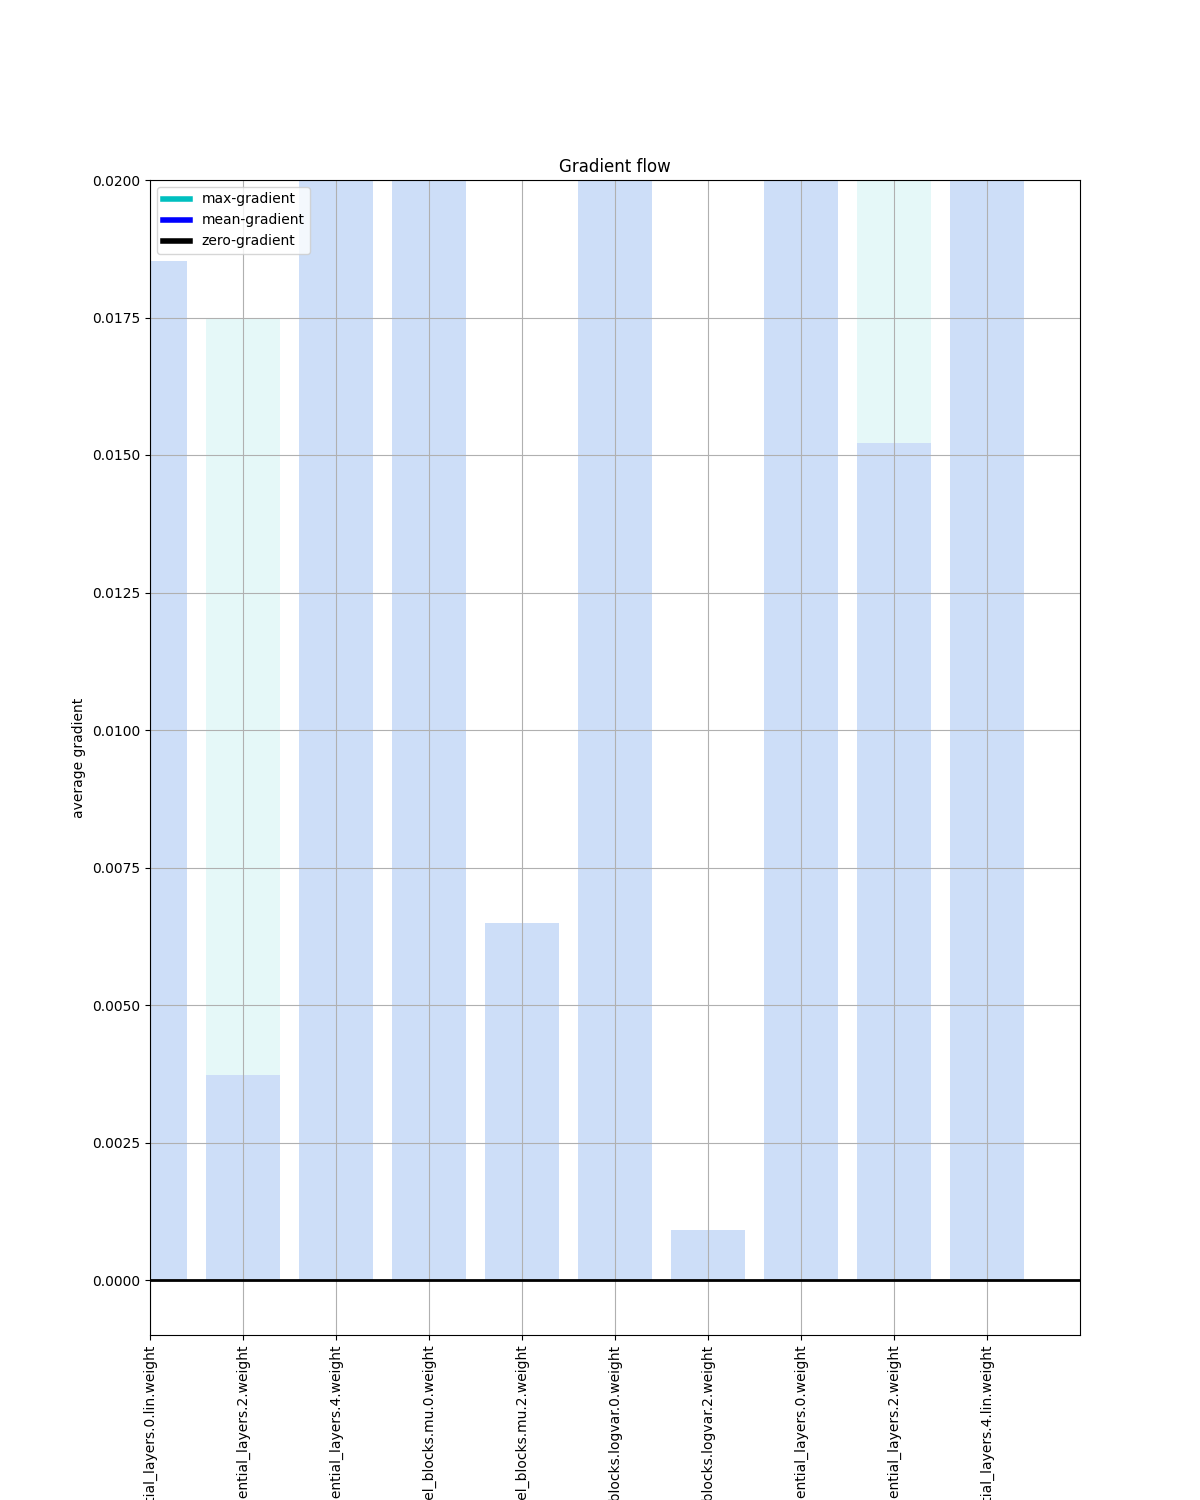 Gradient flow
max-gradient
mean-gradient
zero-gradient
average gradient
0.0200
0.0175
0.0150
0.0125
0.0100
0.0075
0.0050
0.0025
0.0000
tial_layers.0.lin.weight
ential_layers.2.weight
ential_layers.4.weight
el_blocks.mu.0.weight
el_blocks.mu.2.weight
blocks.logvar.0.weight
blocks.logvar.2.weight
ential_layers.0.weight
ential_layers.2.weight
tial_layers.4.lin.weight